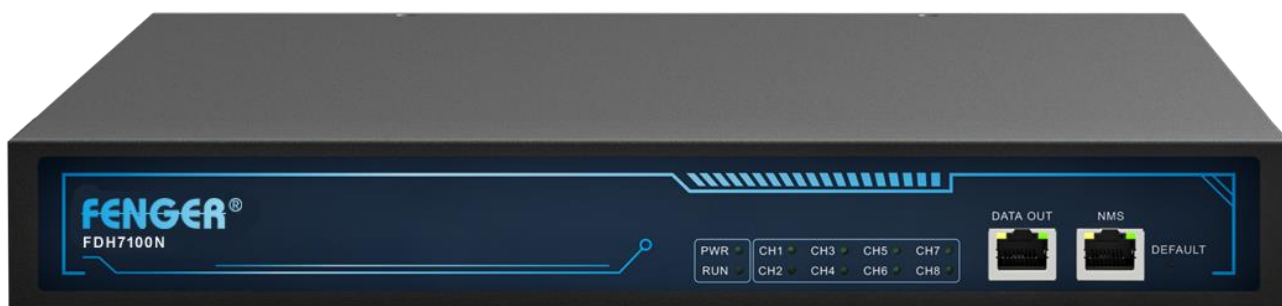 FENGER®
FDH7100N
PWR CH1 CH3 CH5 CH7
RUN CH2 CH4 CH6 CH8
DATA OUT NMS
DEFAULT